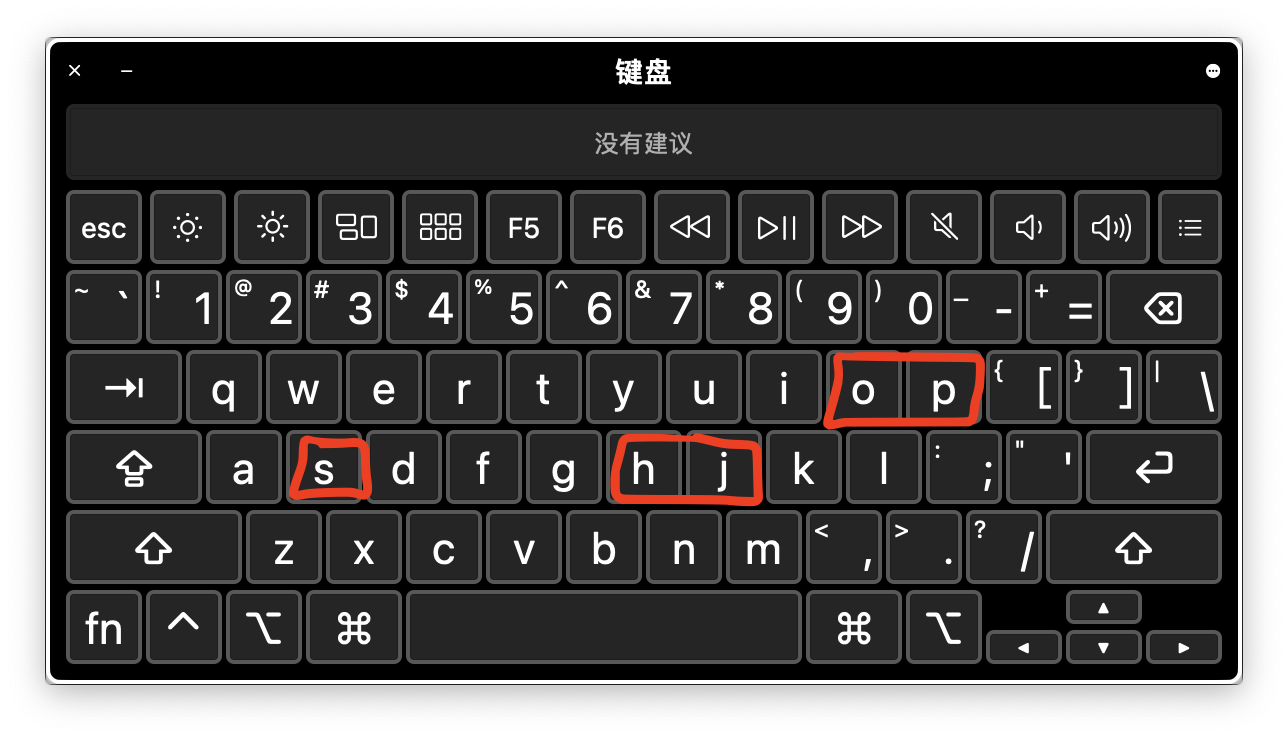 键盘
没有建议
esc F5 F6
~ ` ! 1 @ 2 # 3 $ 4 % 5 ^ 6 & 7 * 8 ( 9 ) 0 _ - + =
q w e r t y u i o p { [ } ] | \
a s d f g h j k l : ; " '
z x c v b n m < , > . ? /
fn ^ ⌥ ⌘ ⌘ ⌥